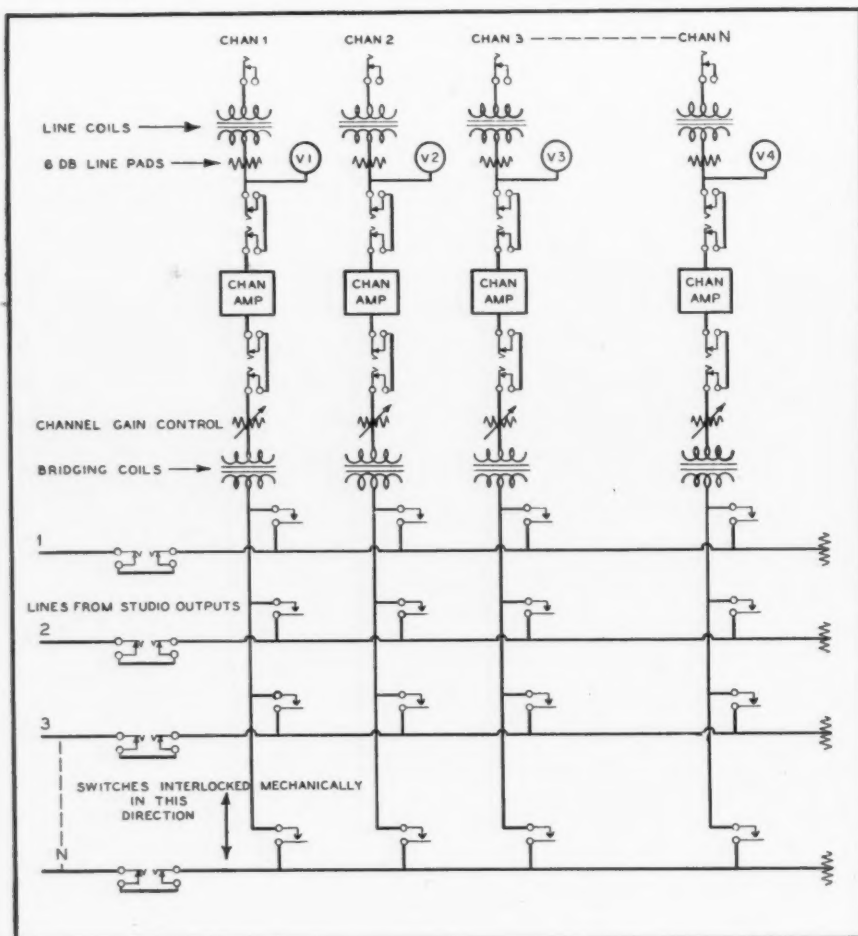 CHAN 1 CHAN 2 CHAN 3 CHAN N
LINE COILS
6 DB LINE PADS
V1 V2 V3 V4
CHAN AMP CHAN AMP CHAN AMP CHAN AMP
CHANNEL GAIN CONTROL
BRIDGING COILS
1
LINES FROM STUDIO OUTPUTS
2
3
SWITCHES INTERLOCKED MECHANICALLY
IN THIS
DIRECTION
N